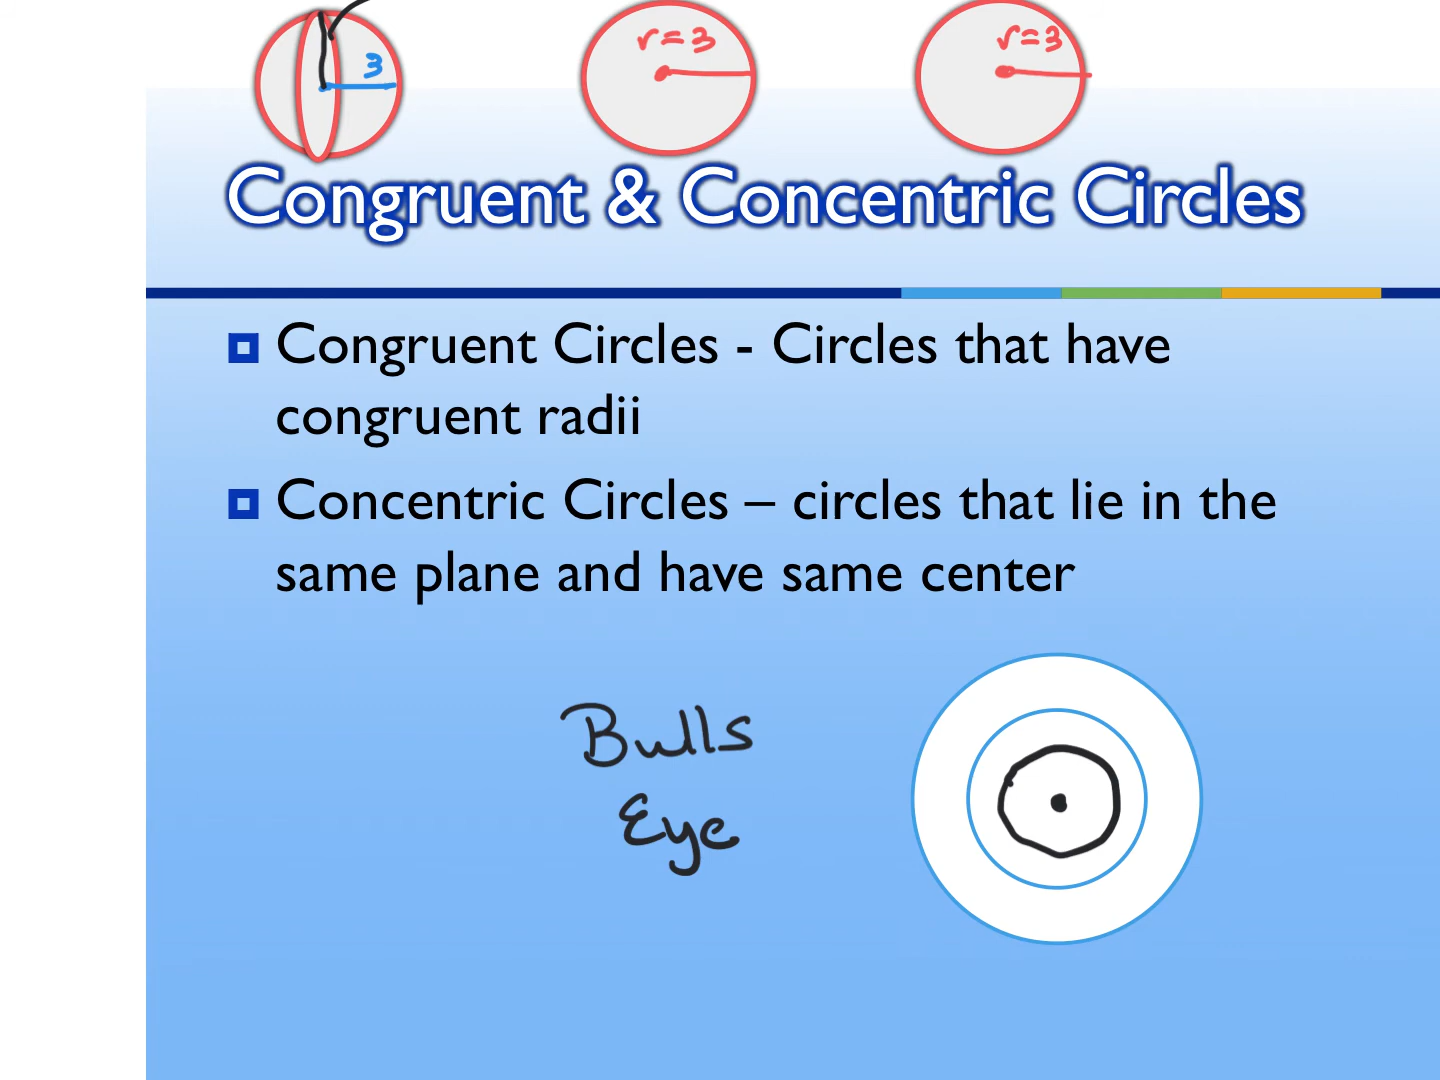 3
r=3
r=3
Congruent & Concentric Circles
Congruent Circles - Circles that have
congruent radii
Concentric Circles – circles that lie in the
same plane and have same center
Bulls
Eye